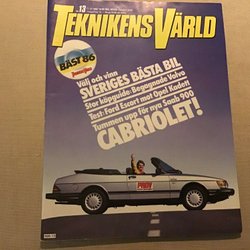 Nr 13
TEKNIKENS VÄRLD
BÄST 86
Välj och vinn
SVERIGES BÄSTA BIL
Stor köpguide: Begagnade Volvo
Test: Ford Escort mot Opel Kadett
Tummen upp för nya Saab 900
CABRIOLET!